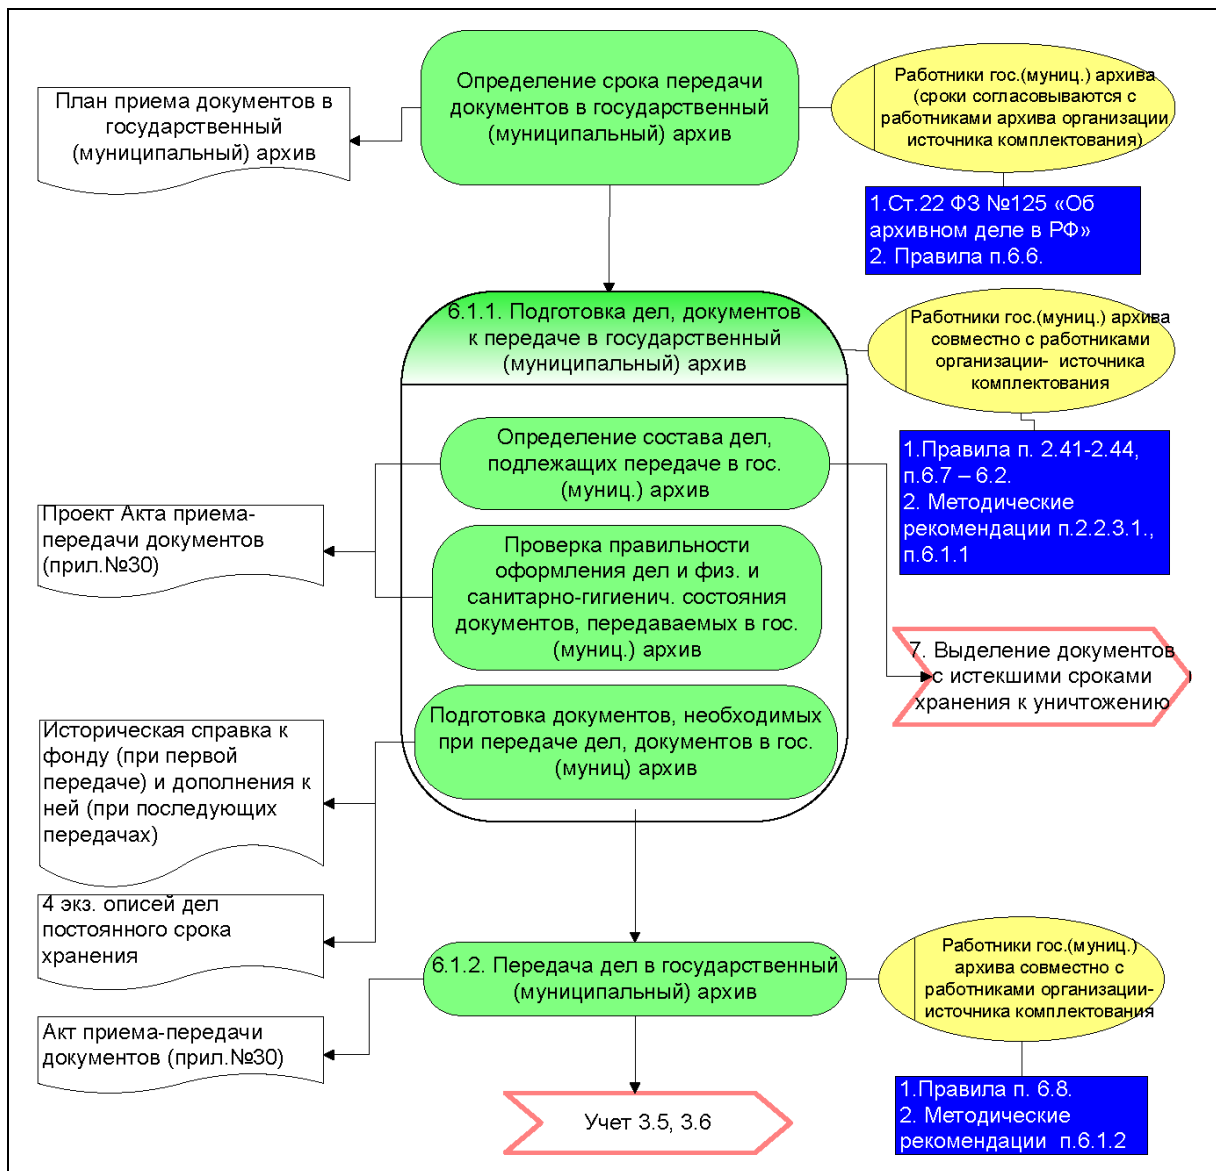 Определение срока передачи
документов в государственный
(муниципальный) архив
План приема документов в
государственный
(муниципальный) архив
Работники гос.(муниц.) архива
(сроки согласовываются с
работниками архива организации
источника комплектования)
1.Ст.22 ФЗ №125 «Об
архивном деле в РФ»
2. Правила п.6.6.
6.1.1. Подготовка дел, документов
к передаче в государственный
(муниципальный) архив
Работники гос.(муниц.) архива
совместно с работниками
организации- источника
комплектования
1.Правила п. 2.41-2.44,
п.6.7 – 6.2.
2. Методические
рекомендации п.2.2.3.1.,
п.6.1.1
Определение состава дел,
подлежащих передаче в гос.
(муниц.) архив
Проект Акта приема-
передачи документов
(прил.№30)
Проверка правильности
оформления дел и физ. и
санитарно-гигиенич. состояния
документов, передаваемых в гос.
(муниц.) архив
7. Выделение документов
с истекшими сроками
хранения к уничтожению
Подготовка документов, необходимых
при передаче дел, документов в гос.
(муниц) архив
Историческая справка к
фонду (при первой
передаче) и дополнения к
ней (при последующих
передачах)
4 экз. описей дел
постоянного срока
хранения
6.1.2. Передача дел в государственный
(муниципальный) архив
Работники гос.(муниц.)
архива совместно с
работниками организации-
источника комплектования
Акт приема-передачи
документов (прил.№30)
1.Правила п. 6.8.
2. Методические
рекомендации п.6.1.2
Учет 3.5, 3.6